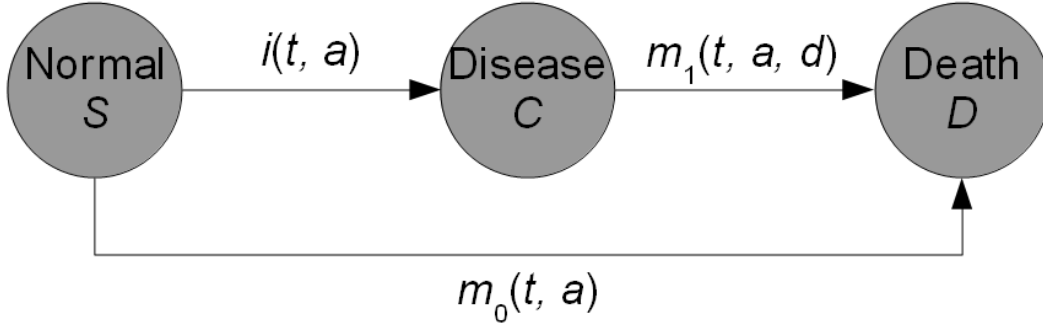 Normal
S
i(t, a)
Disease
C
m₁(t, a, d)
Death
D
m₀(t, a)